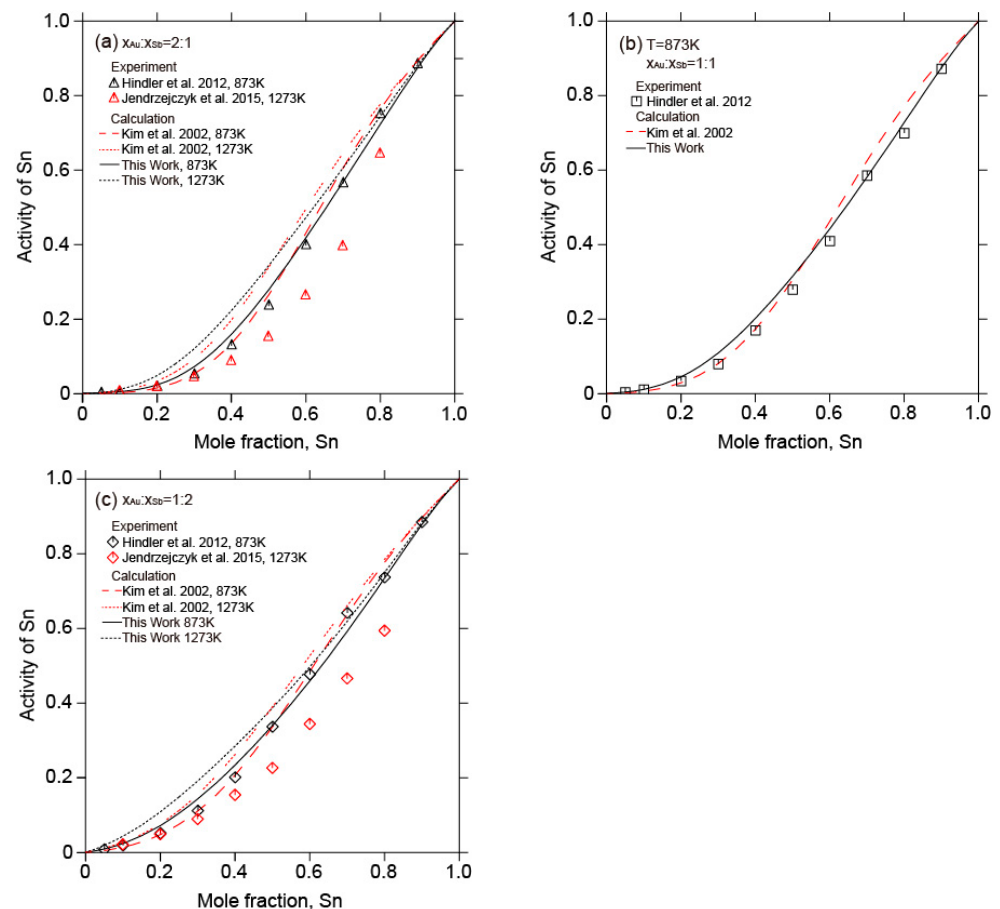 (a) XAu:XSb=2:1
Experiment
Hindler et al. 2012, 873K
Jendrzejczyk et al. 2015, 1273K
Calculation
Kim et al. 2002, 873K
Kim et al. 2002, 1273K
This Work, 873K
This Work, 1273K
1.0
0.8
0.6
0.4
0.2
0
0
0.2
0.4
0.6
0.8
1.0
Activity of Sn
Mole fraction, Sn
(b) T=873K
XAu:XSb=1:1
Experiment
Hindler et al. 2012
Calculation
Kim et al. 2002
This Work
1.0
0.8
0.6
0.4
0.2
0
0
0.2
0.4
0.6
0.8
1.0
Activity of Sn
Mole fraction, Sn
(c) XAu:XSb=1:2
Experiment
Hindler et al. 2012, 873K
Jendrzejczyk et al. 2015, 1273K
Calculation
Kim et al. 2002, 873K
Kim et al. 2002, 1273K
This Work 873K
This Work 1273K
1.0
0.8
0.6
0.4
0.2
0
0
0.2
0.4
0.6
0.8
1.0
Activity of Sn
Mole fraction, Sn